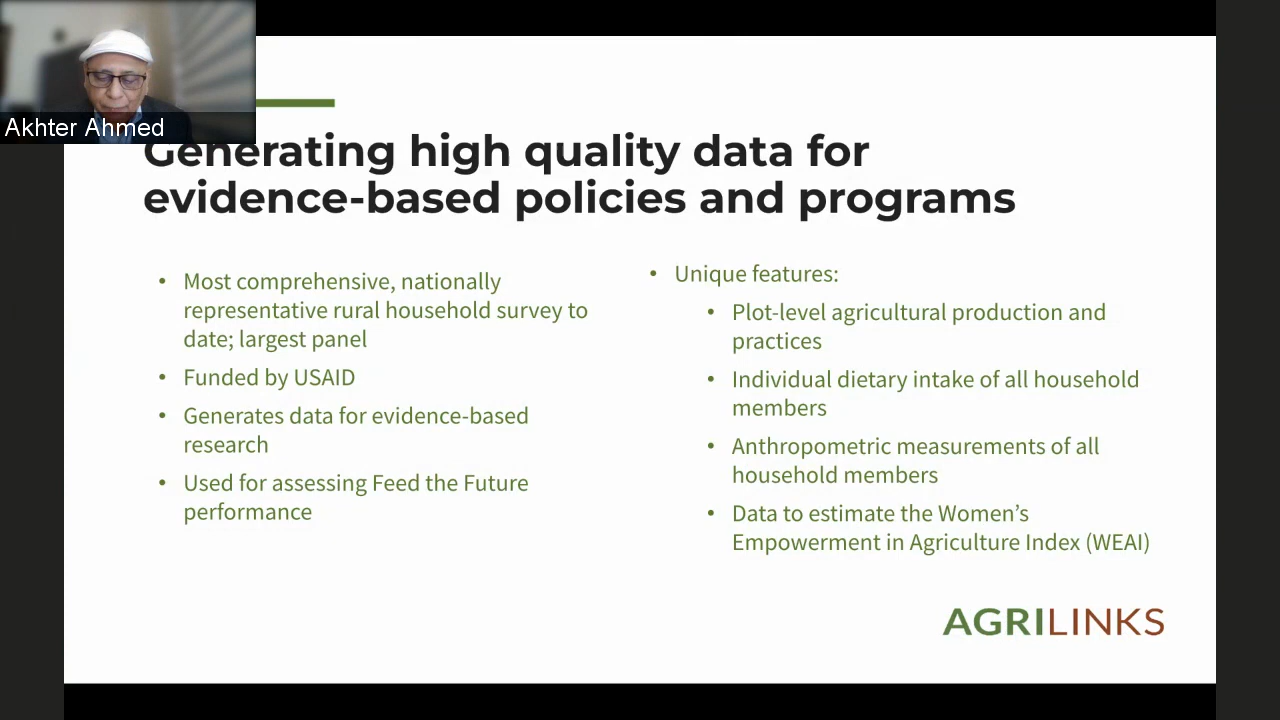 Akhter Ahmed
Generating high quality data for
evidence-based policies and programs
• Most comprehensive, nationally
representative rural household survey to
date; largest panel
• Funded by USAID
• Generates data for evidence-based
research
• Used for assessing Feed the Future
performance
• Unique features:
• Plot-level agricultural production and
practices
• Individual dietary intake of all household
members
• Anthropometric measurements of all
household members
• Data to estimate the Women’s
Empowerment in Agriculture Index (WEAI)
AGRILINKS